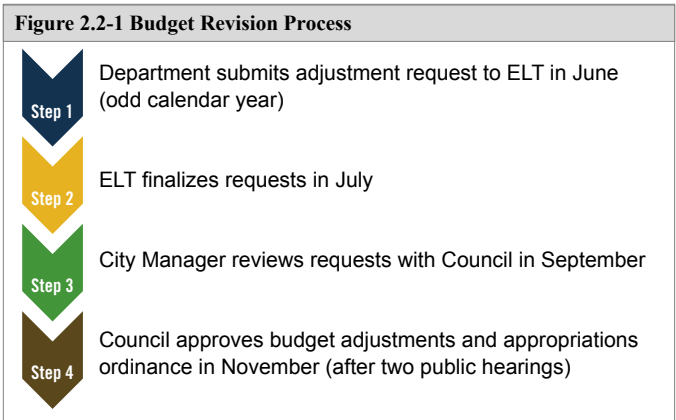 Figure 2.2-1 Budget Revision Process
Step 1
Department submits adjustment request to ELT in June
(odd calendar year)
Step 2
ELT finalizes requests in July
Step 3
City Manager reviews requests with Council in September
Step 4
Council approves budget adjustments and appropriations
ordinance in November (after two public hearings)